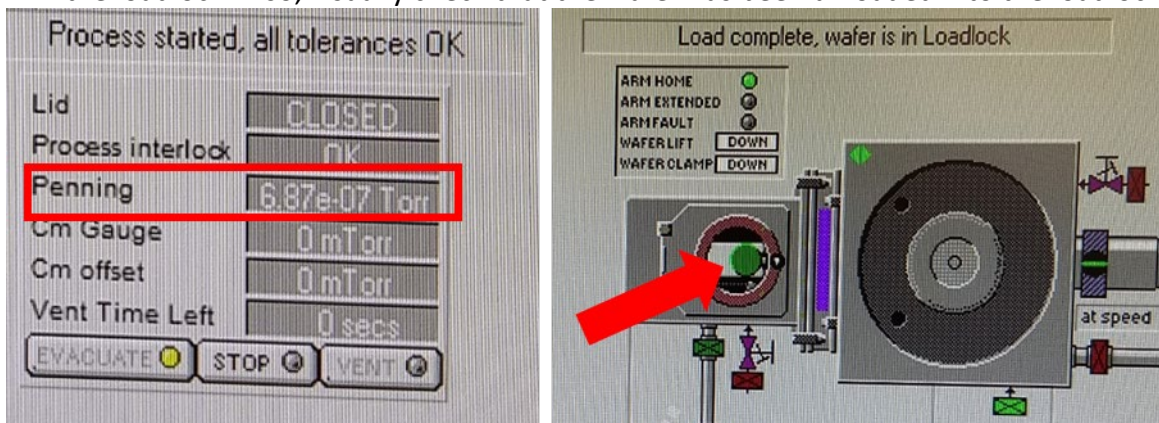 Process started, all tolerances OK
Lid CLOSED
Process interlock OK
Penning 6.87e-07 Torr
Cm Gauge 0 mTorr
Cm offset 0 mTorr
Vent Time Left 0 secs
EVACUATE STOP VENT
Load complete, wafer is in Loadlock
ARM HOME
ARM EXTENDED
ARM FAULT
WAFER LIFT DOWN
WAFER CLAMP DOWN
at speed